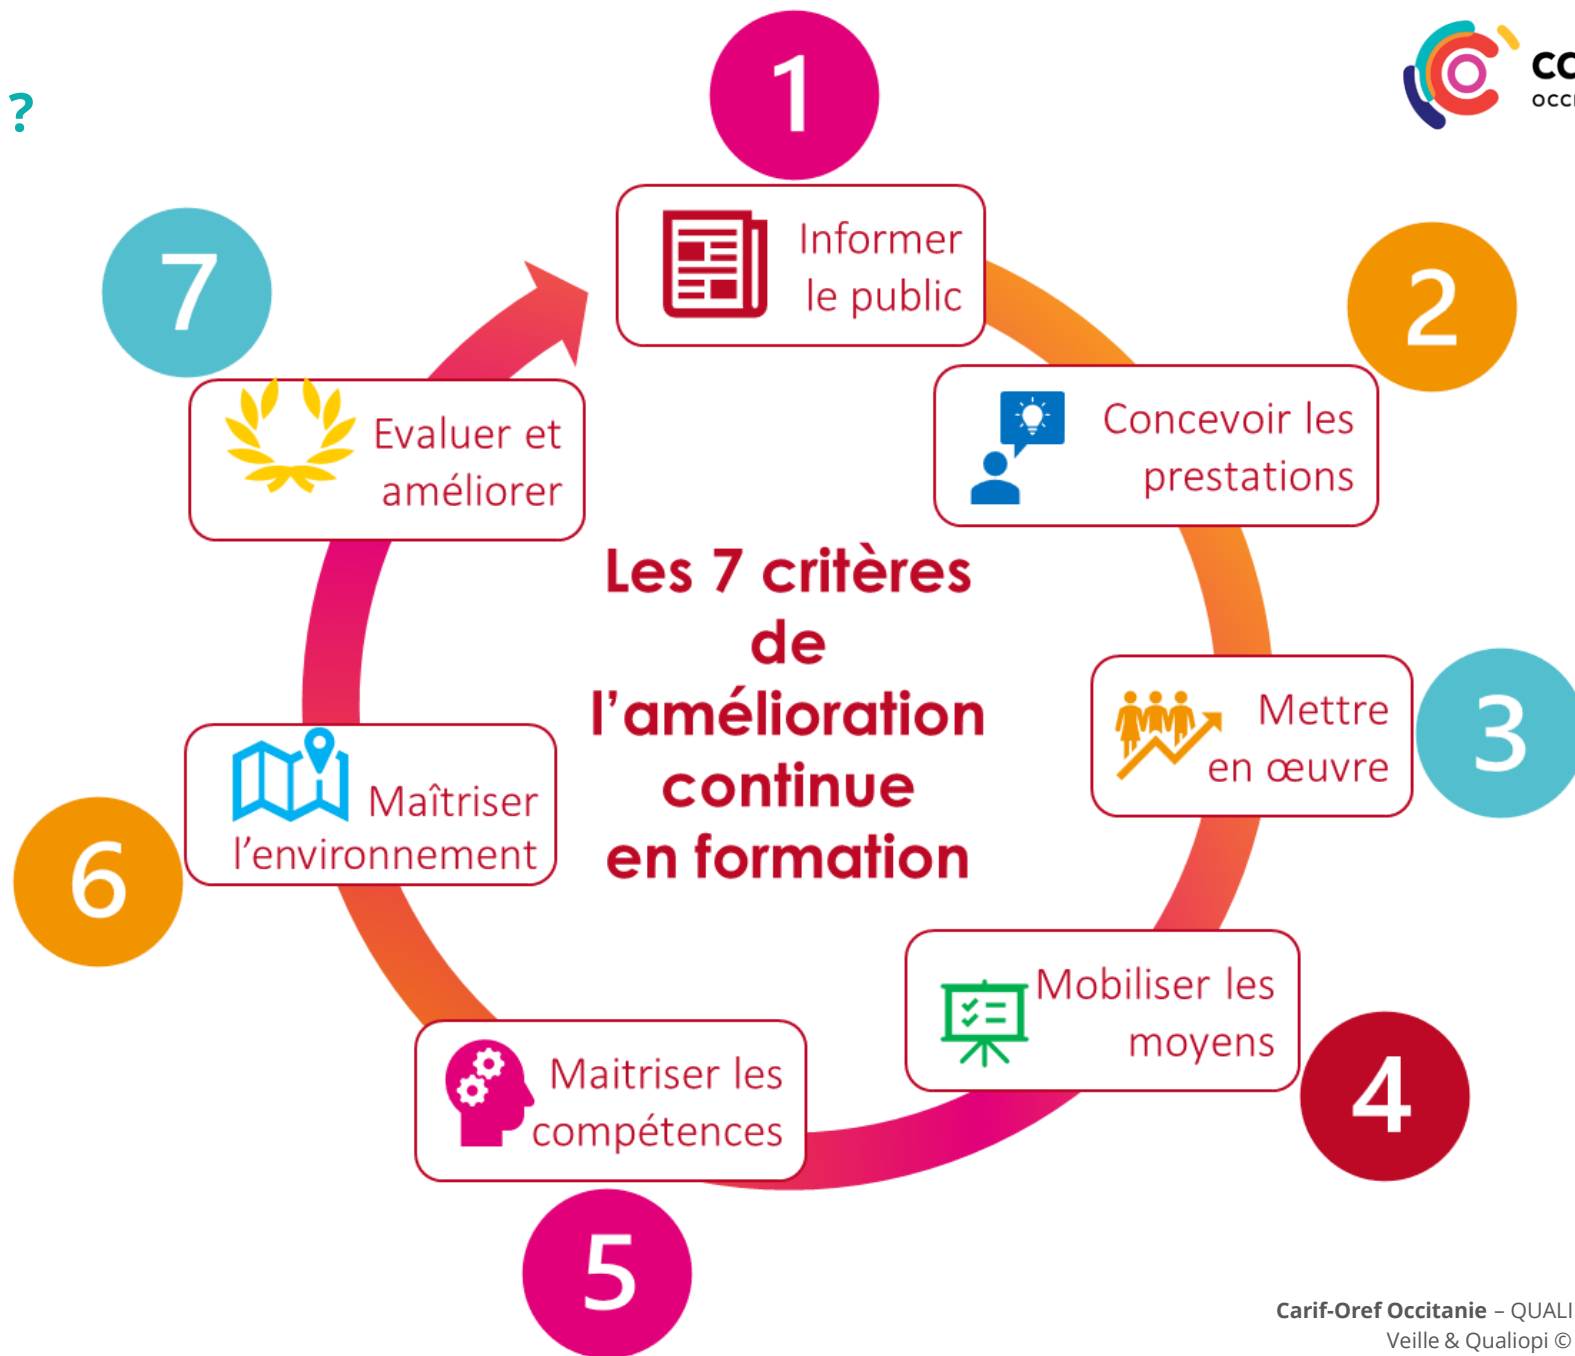 ?
1
Informer
le public
2
Concevoir les
prestations
3
Mettre
en œuvre
4
Mobiliser les
moyens
5
Maitriser les
compétences
6
Maîtriser
l'environnement
7
Evaluer et
améliorer
Les 7 critères
de
l'amélioration
continue
en formation
Carif-Oref Occitanie –
Veille & Qualiopi ©